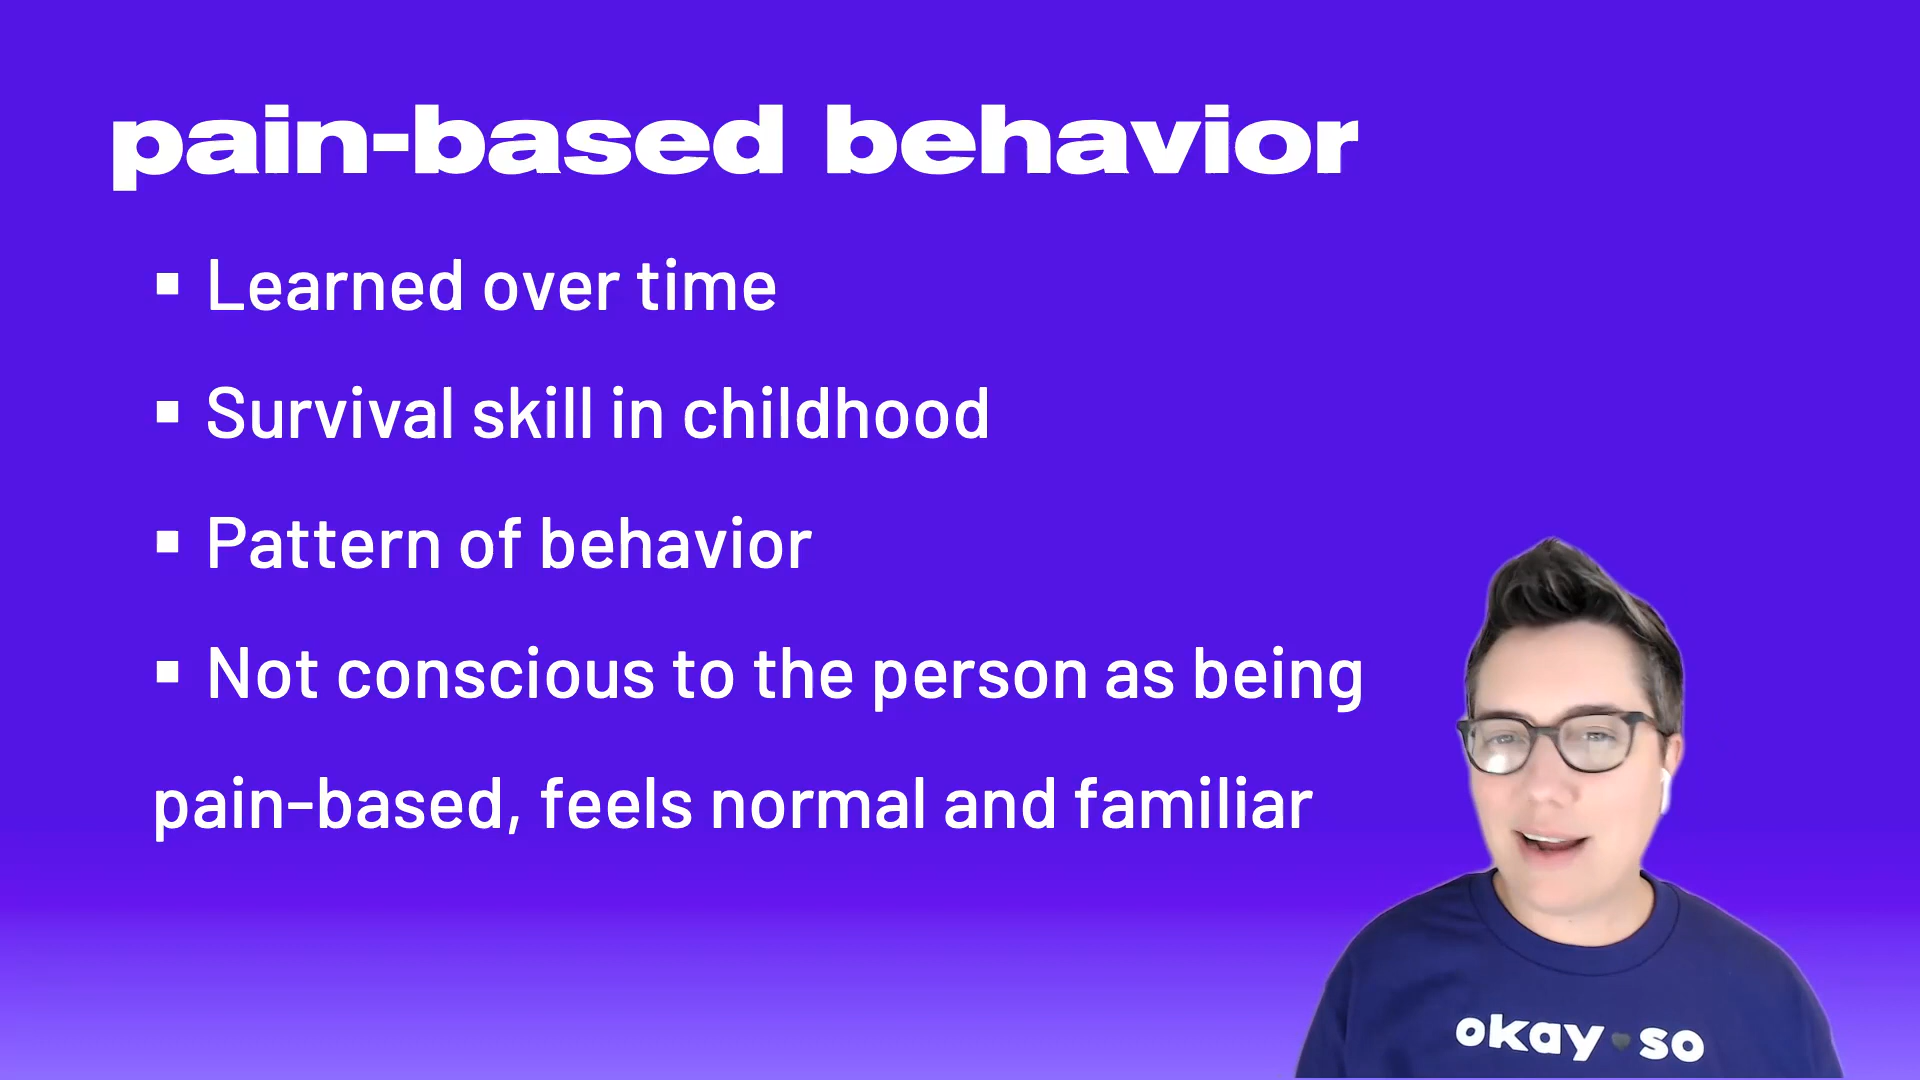 pain-based behavior
▪ Learned over time
▪ Survival skill in childhood
▪ Pattern of behavior
▪ Not conscious to the person as being
pain-based, feels normal and familiar
okay so